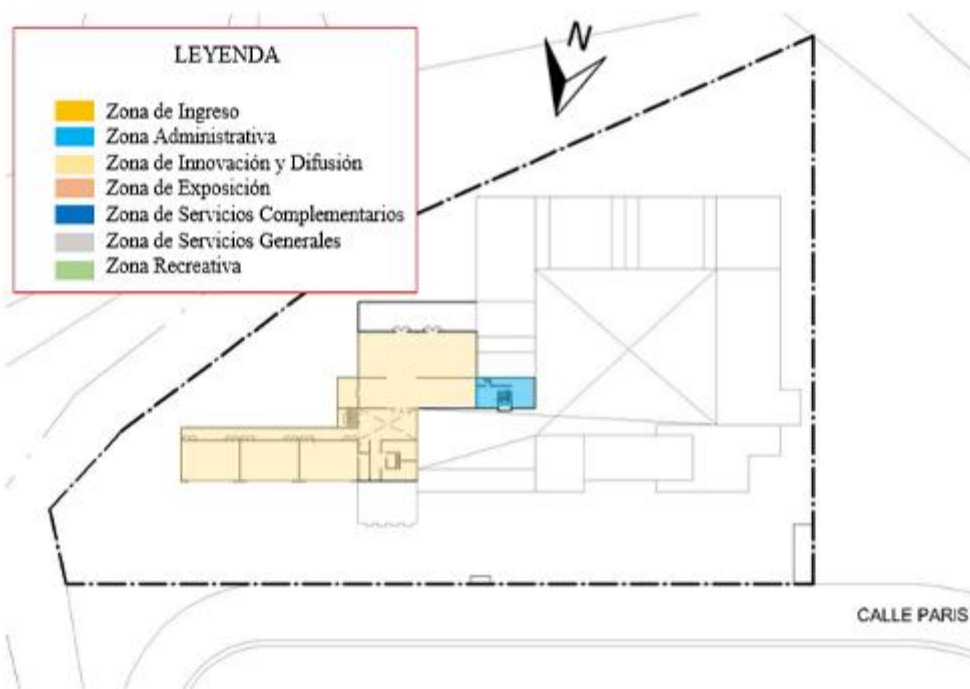 LEYENDA
Zona de Ingreso
Zona Administrativa
Zona de Innovación y Difusión
Zona de Exposición
Zona de Servicios Complementarios
Zona de Servicios Generales
Zona Recreativa
N
CALLE PARIS